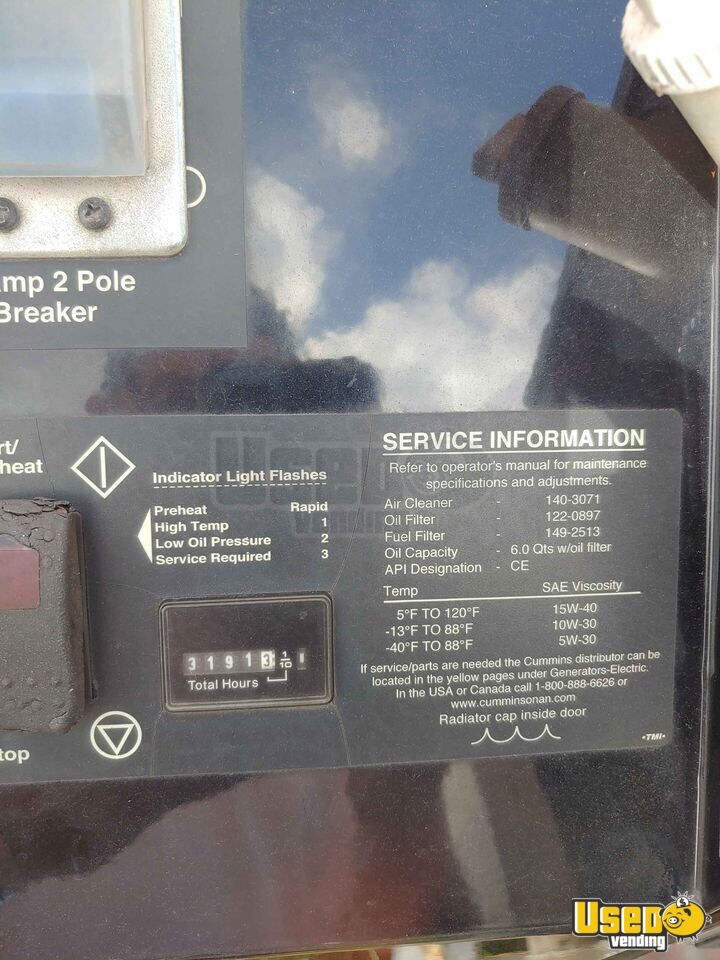 mp 2 Pole
Breaker
rt/
heat
Indicator Light Flashes
Preheat Rapid
High Temp 1
Low Oil Pressure 2
Service Required 3
SERVICE INFORMATION
Refer to operator's manual for maintenance
specifications and adjustments.
Air Cleaner - 140-3071
Oil Filter - 122-0897
Fuel Filter - 149-2513
Oil Capacity - 6.0 Qts w/oil filter
API Designation - CE
Temp SAE Viscosity
5°F TO 120°F 15W-40
-13°F TO 88°F 10W-30
-40°F TO 88°F 5W-30
If service/parts are needed the Cummins distributor can be
located in the yellow pages under Generators-Electric.
In the USA or Canada call 1-800-888-6626 or
www.cumminsonan.com
Radiator cap inside door
-TMI-
31913 1/10
Total Hours
top
Used
vending
Used
vending